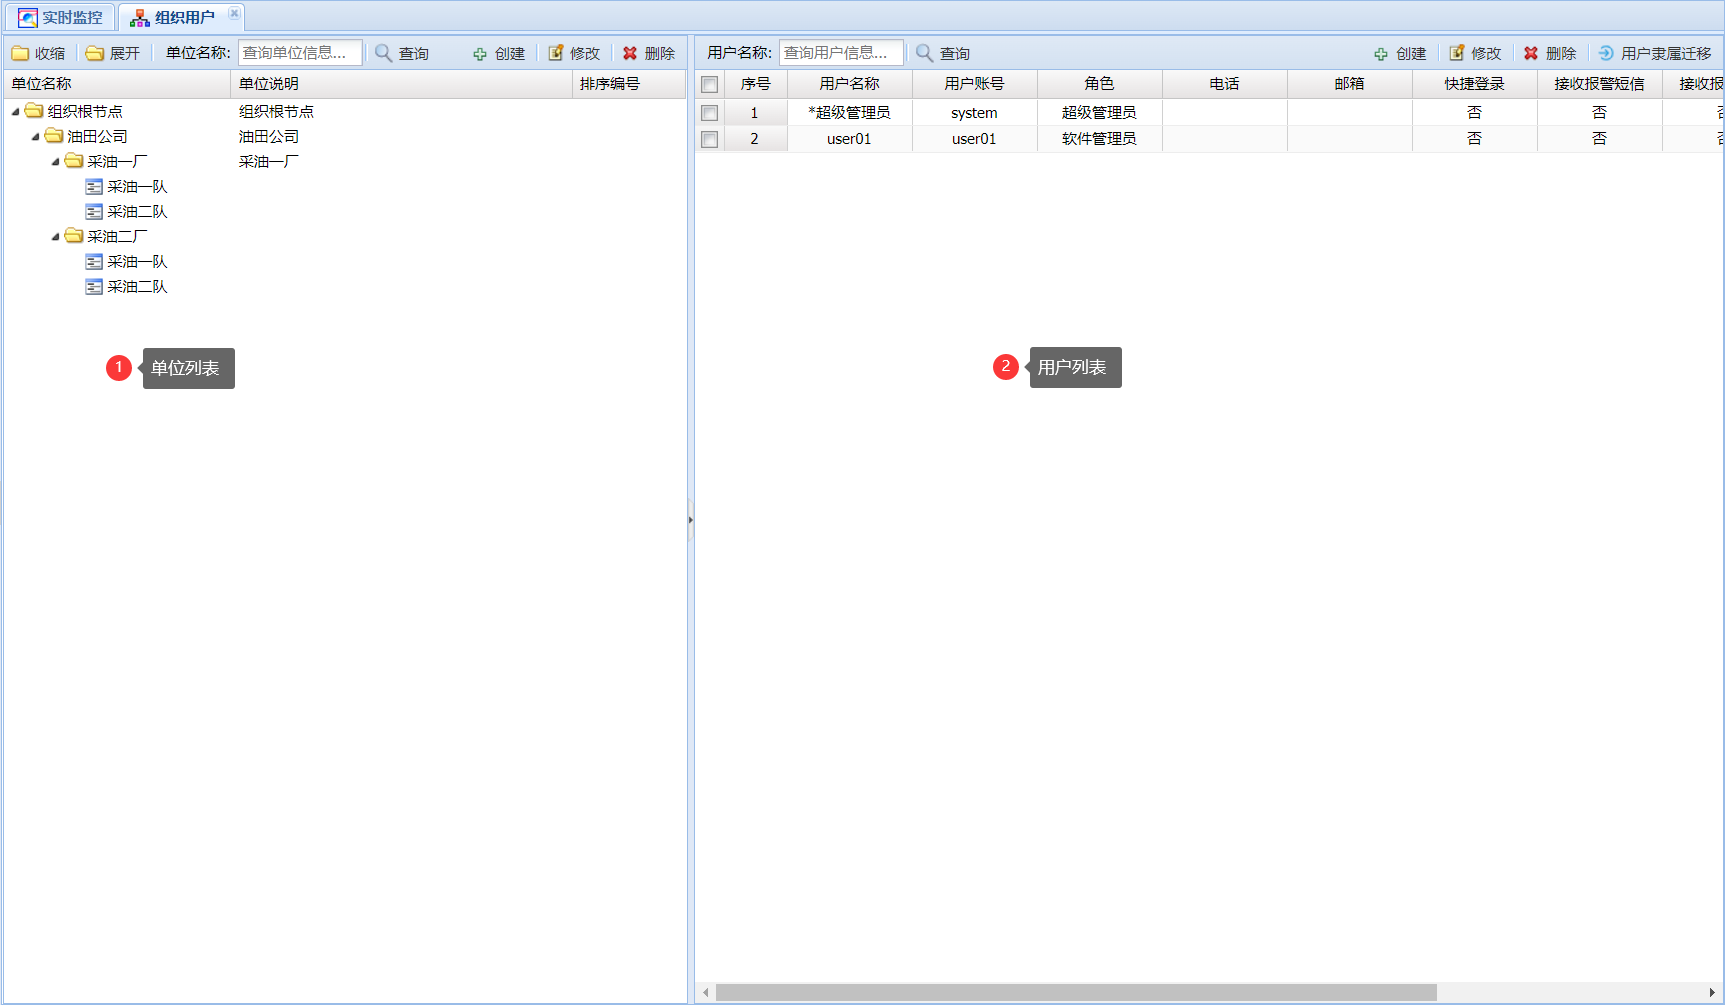 实时监控 组织用户
收缩 展开 单位名称: 查询单位信息... 查询 创建 修改 删除
单位名称 单位说明 排序编号
组织根节点 组织根节点
油田公司 油田公司
采油一厂 采油一厂
采油一队
采油二队
采油二厂
采油一队
采油二队
1 单位列表
用户名称: 查询用户信息... 查询 创建 修改 删除 用户隶属迁移
序号 用户名称 用户账号 角色 电话 邮箱 快捷登录 接收报警短信 接收报
1 *超级管理员 system 超级管理员 否 否
2 user01 user01 软件管理员 否 否
2 用户列表